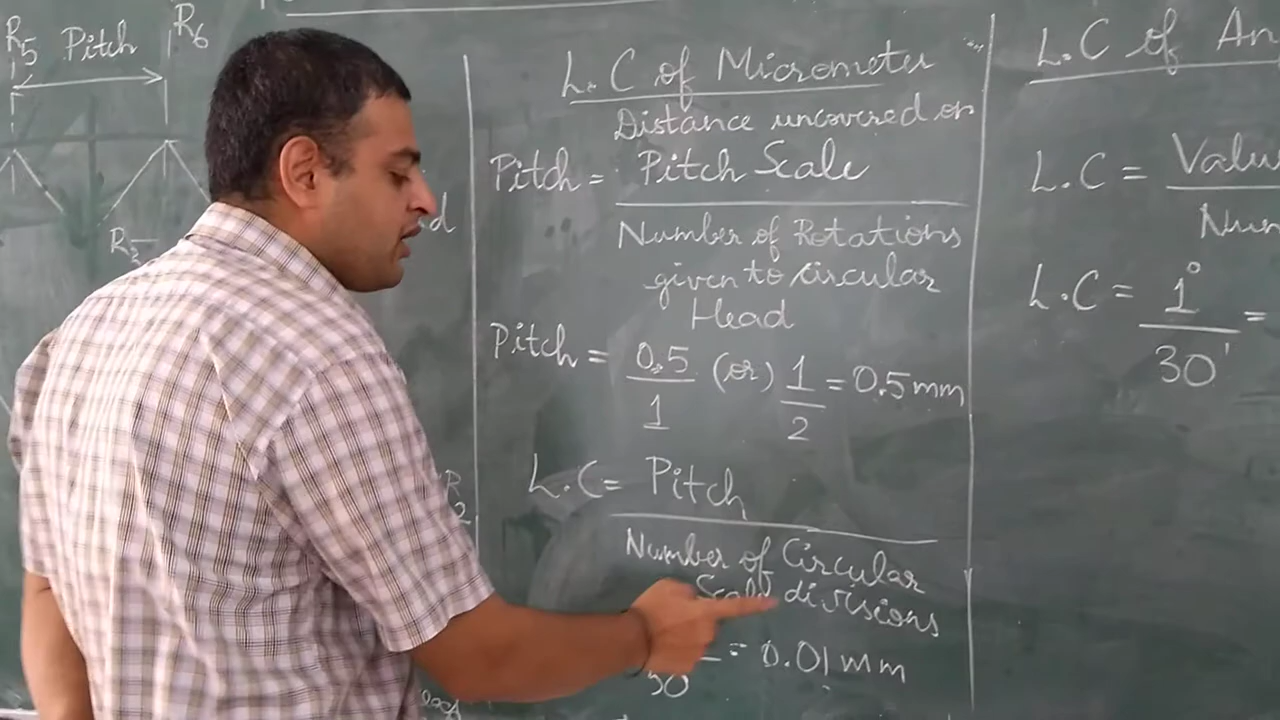 R5 Pitch R6
R2
L.C of Micrometer
Distance uncovered on
Pitch = Pitch Scale
Number of Rotations
given to circular
Head
Pitch = 0.5 (or) 1 = 0.5 mm
1 2
L.C = Pitch
Number of Circular
Scale divisions
= 0.01 mm
50
L.C of An
L.C = Valu
Num
L.C = 1° =
30'